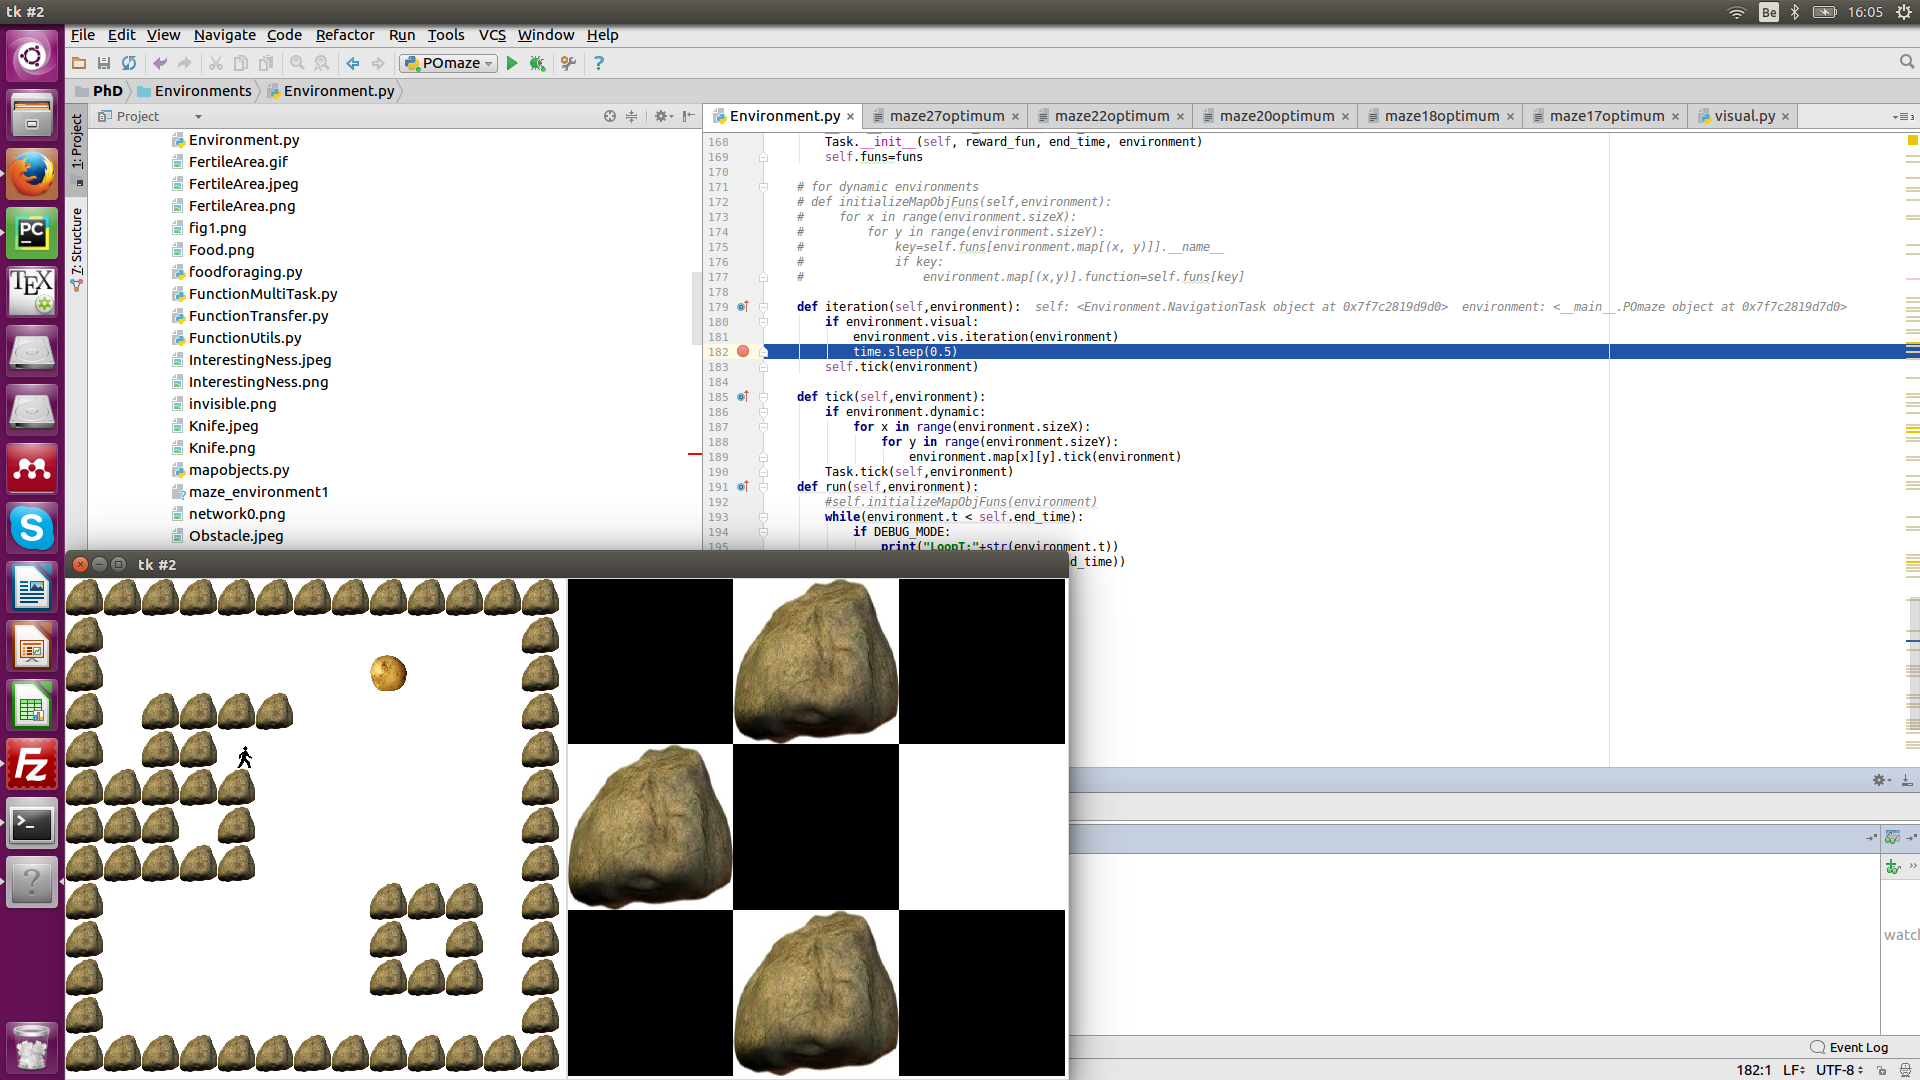 tk #2
Be
16:05
File Edit View Navigate Code Refactor Run Tools VCS Window Help
POmaze
PhD Environments Environment.py
Project
1: Project
7: Structure
Environment.py
FertileArea.gif
FertileArea.jpeg
FertileArea.png
fig1.png
Food.png
foodforaging.py
FunctionMultiTask.py
FunctionTransfer.py
FunctionUtils.py
InterestingNess.jpeg
InterestingNess.png
invisible.png
Knife.jpeg
Knife.png
mapobjects.py
maze_environment1
network0.png
Obstacle.jpeg
Environment.py maze27optimum maze22optimum maze20optimum maze18optimum maze17optimum visual.py
168 Task.__init__(self, reward_fun, end_time, environment)
169 self.funs=funs
170
171 # for dynamic environments
172 # def initializeMapObjFuns(self,environment):
173 # for x in range(environment.sizeX):
174 # for y in range(environment.sizeY):
175 # key=self.funs[environment.map[(x, y)]].__name__
176 # if key:
177 # environment.map[(x,y)].function=self.funs[key]
178
179 def iteration(self,environment): self: <Environment.NavigationTask object at 0x7f7c2819d9d0> environment: <__main__.POmaze object at 0x7f7c2819d7d0>
180 if environment.visual:
181 environment.vis.iteration(environment)
182 time.sleep(0.5)
183 self.tick(environment)
184
185 def tick(self,environment):
186 if environment.dynamic:
187 for x in range(environment.sizeX):
188 for y in range(environment.sizeY):
189 environment.map[x][y].tick(environment)
190 Task.tick(self,environment)
191 def run(self,environment):
192 #self.initializeMapObjFuns(environment)
193 while(environment.t < self.end_time):
194 if DEBUG_MODE:
195 print("LoopT:"+str(environment.t))
d_time))
PC
TEX
S
Fz
tk #2
watch
Event Log
182:1 LF UTF-8